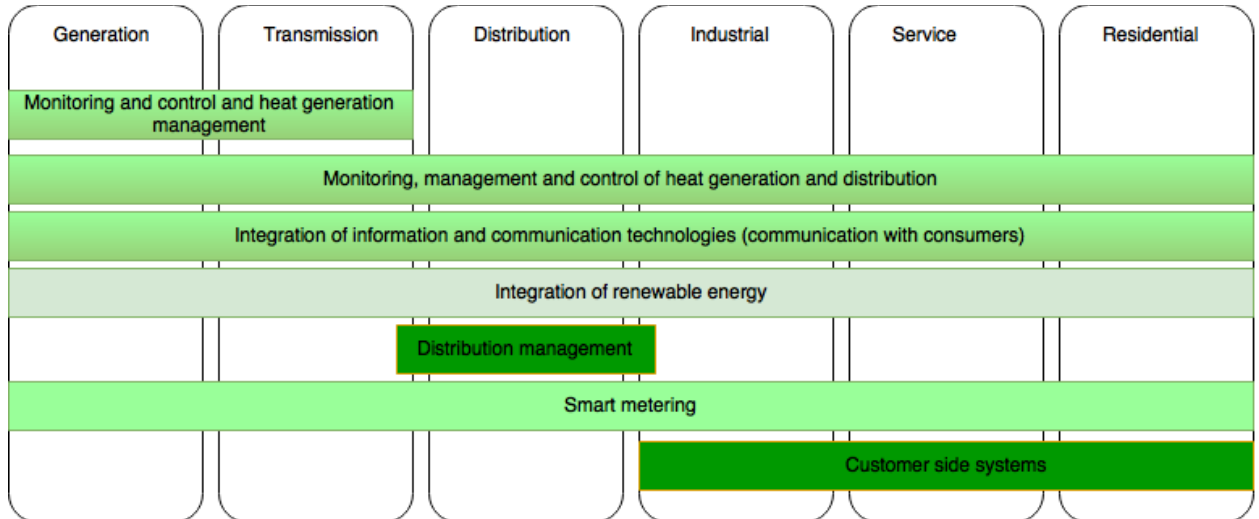 Generation
Transmission
Distribution
Industrial
Service
Residential
Monitoring and control and heat generation
management
Monitoring, management and control of heat generation and distribution
Integration of information and communication technologies (communication with consumers)
Integration of renewable energy
Distribution management
Smart metering
Customer side systems